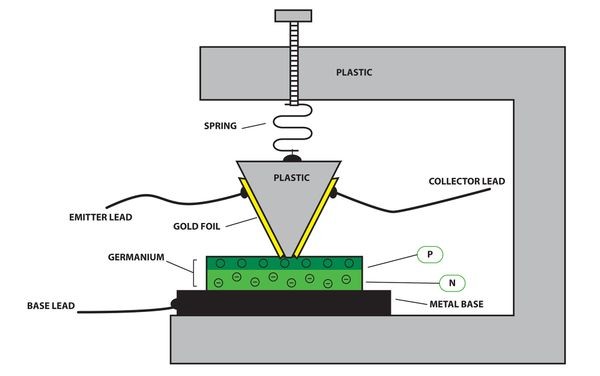 PLASTIC
SPRING
PLASTIC
COLLECTOR LEAD
EMITTER LEAD
GOLD FOIL
GERMANIUM
P
N
BASE LEAD
METAL BASE